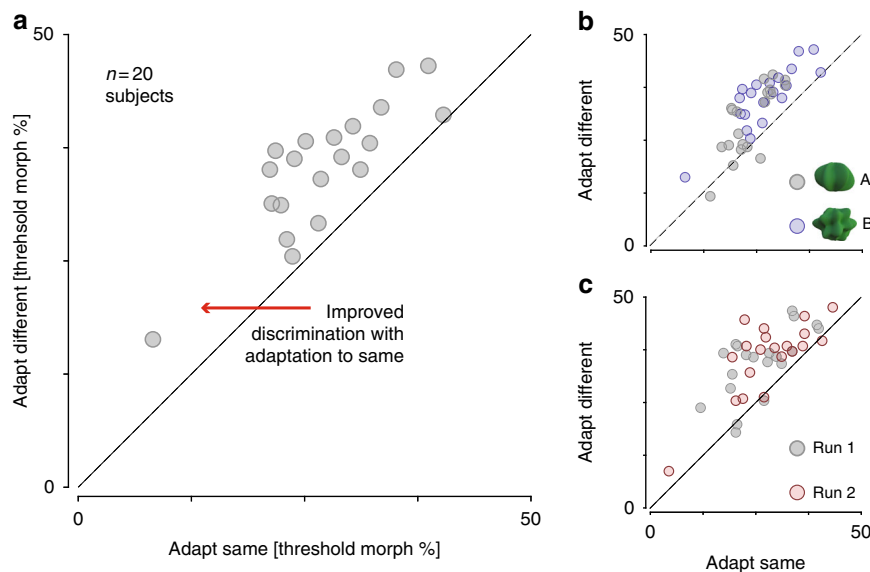 a
50
n=20
subjects
Adapt different [threhsold morph %]
Improved
discrimination with
adaptation to same
0
0
50
Adapt same [threshold morph %]
b
50
Adapt different
A
B
0
c
50
Adapt different
Run 1
Run 2
0
0
50
Adapt same